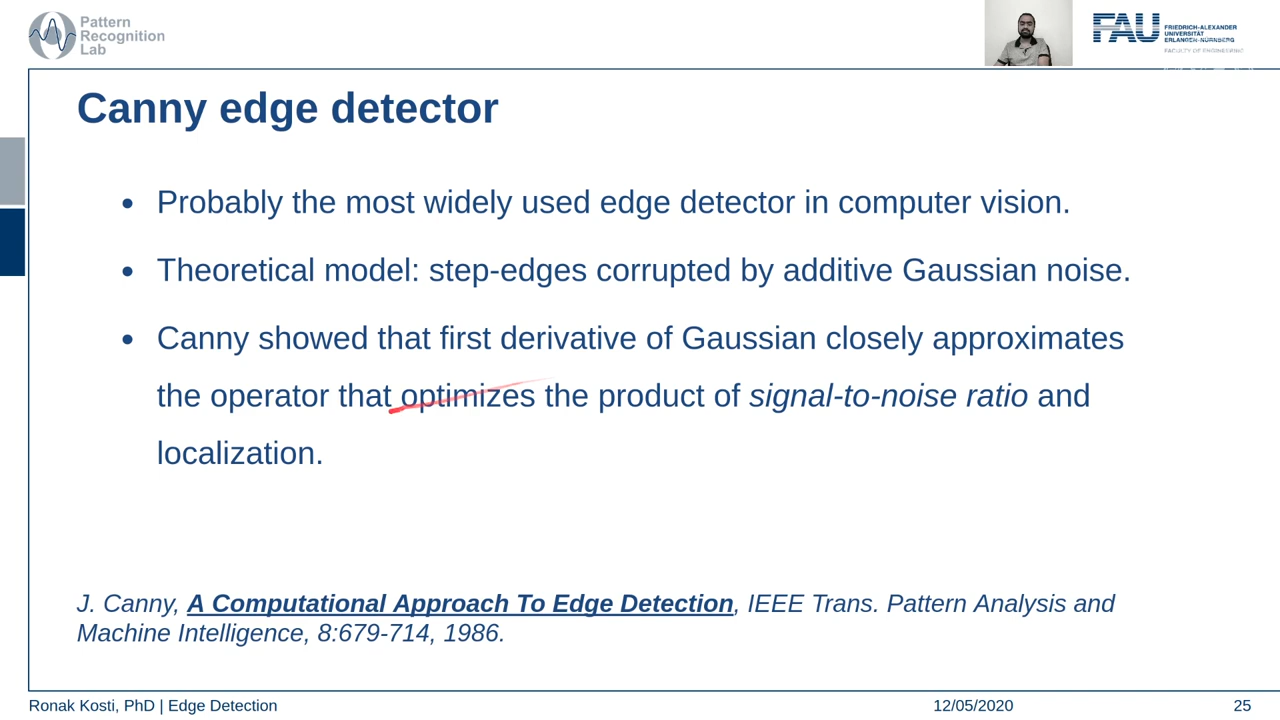 Pattern
Recognition
Lab
FAU
FRIEDRICH-ALEXANDER
UNIVERSITÄT
ERLANGEN-NÜRNBERG
FACULTY OF ENGINEERING
Canny edge detector
• Probably the most widely used edge detector in computer vision.
• Theoretical model: step-edges corrupted by additive Gaussian noise.
• Canny showed that first derivative of Gaussian closely approximates
the operator that optimizes the product of signal-to-noise ratio and
localization.
J. Canny, A Computational Approach To Edge Detection, IEEE Trans. Pattern Analysis and
Machine Intelligence, 8:679-714, 1986.
Ronak Kosti, PhD | Edge Detection
12/05/2020
25